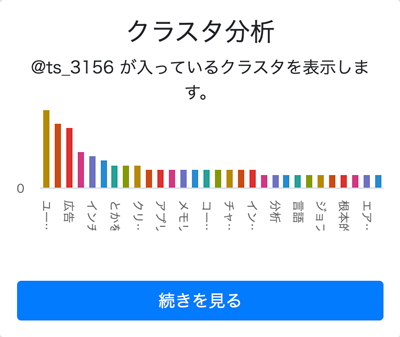 クラスタ分析
@ts_3156 が入っているクラスタを表示しま
す。
0
ユー…
広告
インチ
とかを
クリ…
アプリ
メモリ
コー…
チャ…
イン…
分析
言語
ジョン
根本的
エア…
続きを見る